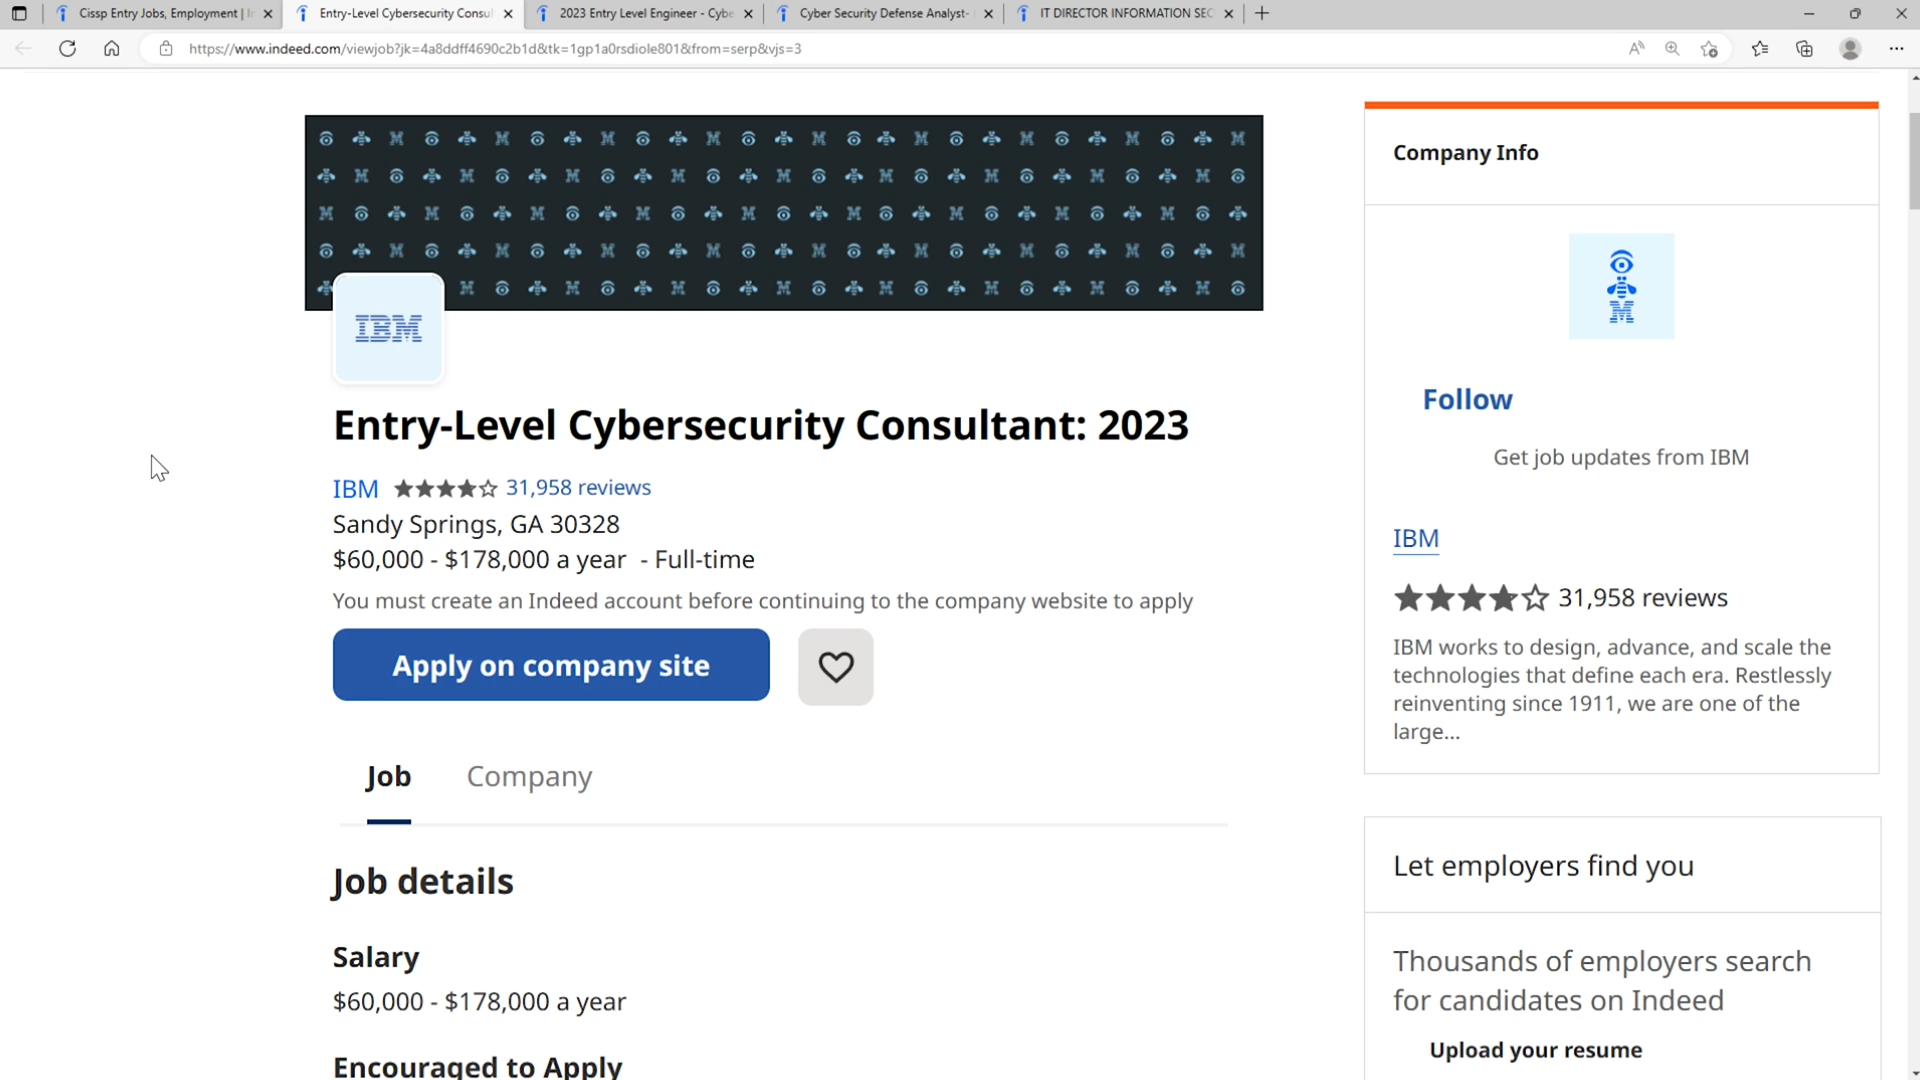 Cissp Entry Jobs, Employment | In
Entry-Level Cybersecurity Consul
2023 Entry Level Engineer - Cybe
Cyber Security Defense Analyst-
IT DIRECTOR INFORMATION SEC
https://www.indeed.com/viewjob?jk=4a8ddff4690c2b1d&tk=1gp1a0rsdiole801&from=serp&vjs=3
IBM
Entry-Level Cybersecurity Consultant: 2023
IBM 31,958 reviews
Sandy Springs, GA 30328
$60,000 - $178,000 a year - Full-time
You must create an Indeed account before continuing to the company website to apply
Apply on company site
Job Company
Job details
Salary
$60,000 - $178,000 a year
Encouraged to Apply
Company Info
M
Follow
Get job updates from IBM
IBM
31,958 reviews
IBM works to design, advance, and scale the
technologies that define each era. Restlessly
reinventing since 1911, we are one of the
large...
Let employers find you
Thousands of employers search
for candidates on Indeed
Upload your resume